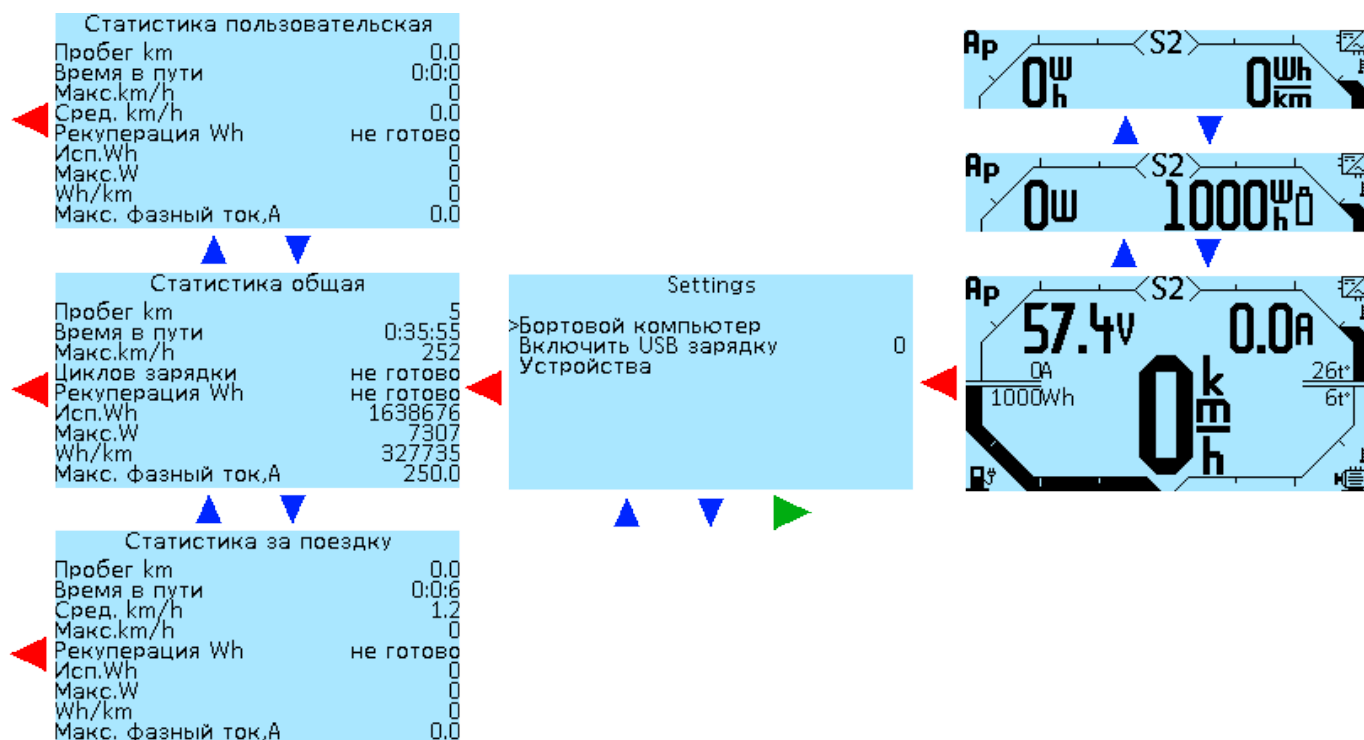 Статистика пользовательская
Пробег km 0.0
Время в пути 0:0:0
Макс.km/h 0
Сред. km/h 0.0
Рекуперация Wh не готово
Исп.Wh 0
Макс.W 0
Wh/km 0
Макс. фазный ток,А 0.0
Статистика общая
Пробег km 5
Время в пути 0:35:55
Макс.km/h 252
Циклов зарядки не готово
Рекуперация Wh не готово
Исп.Wh 1638676
Макс.W 7307
Wh/km 327735
Макс. фазный ток,А 250.0
Статистика за поездку
Пробег km 0.0
Время в пути 0:0:6
Сред. km/h 1.2
Макс.km/h 0
Рекуперация Wh не готово
Исп.Wh 0
Макс.W 0
Wh/km 0
Макс. фазный ток,А 0.0
Settings
>Бортовой компьютер
Включить USB зарядку 0
Устройства
Ap S2
0Wh 0Wh/km
Ap S2
0W 1000Wh
Ap S2
57.4V 0.0A
0A 26t°
1000Wh 6t°
0km/h